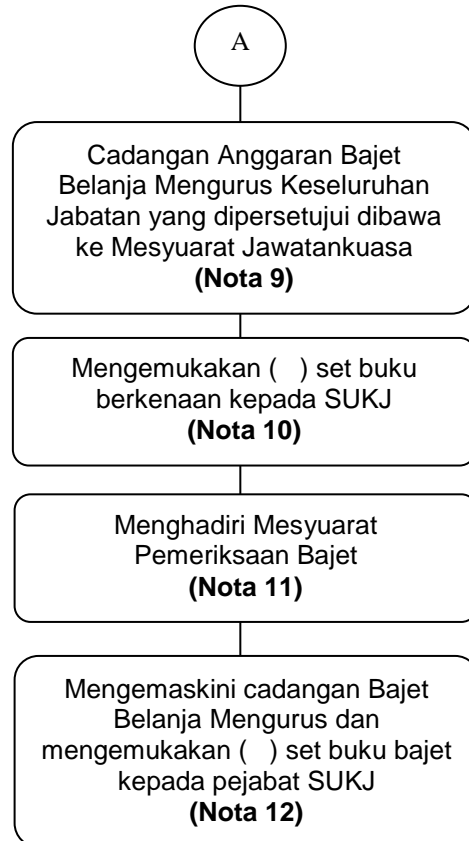 A
Cadangan Anggaran Bajet
Belanja Mengurus Keseluruhan
Jabatan yang dipersetujui dibawa
ke Mesyuarat Jawatankuasa
(Nota 9)
Mengemukakan (   ) set buku
berkenaan kepada SUKJ
(Nota 10)
Menghadiri Mesyuarat
Pemeriksaan Bajet
(Nota 11)
Mengemaskini cadangan Bajet
Belanja Mengurus dan
mengemukakan (   ) set buku bajet
kepada pejabat SUKJ
(Nota 12)